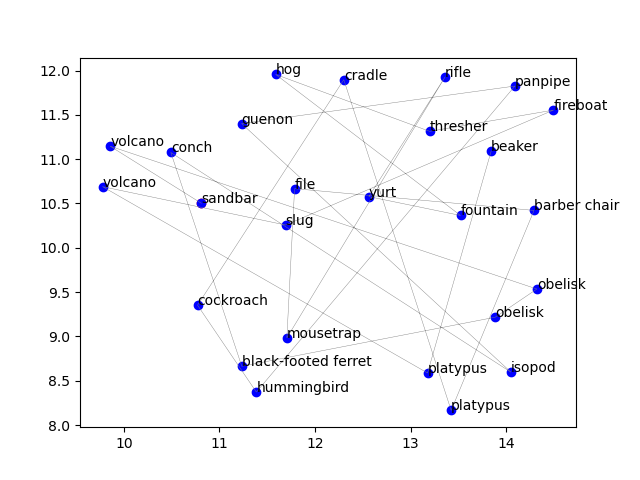 12.0
11.5
11.0
10.5
10.0
9.5
9.0
8.5
8.0
hog
cradle
rifle
panpipe
fireboat
guenon
thresher
volcano
conch
beaker
volcano
sandbar
file
yurt
fountain
barber chair
slug
obelisk
cockroach
obelisk
mousetrap
black-footed ferret
platypus
isopod
hummingbird
platypus
10
11
12
13
14